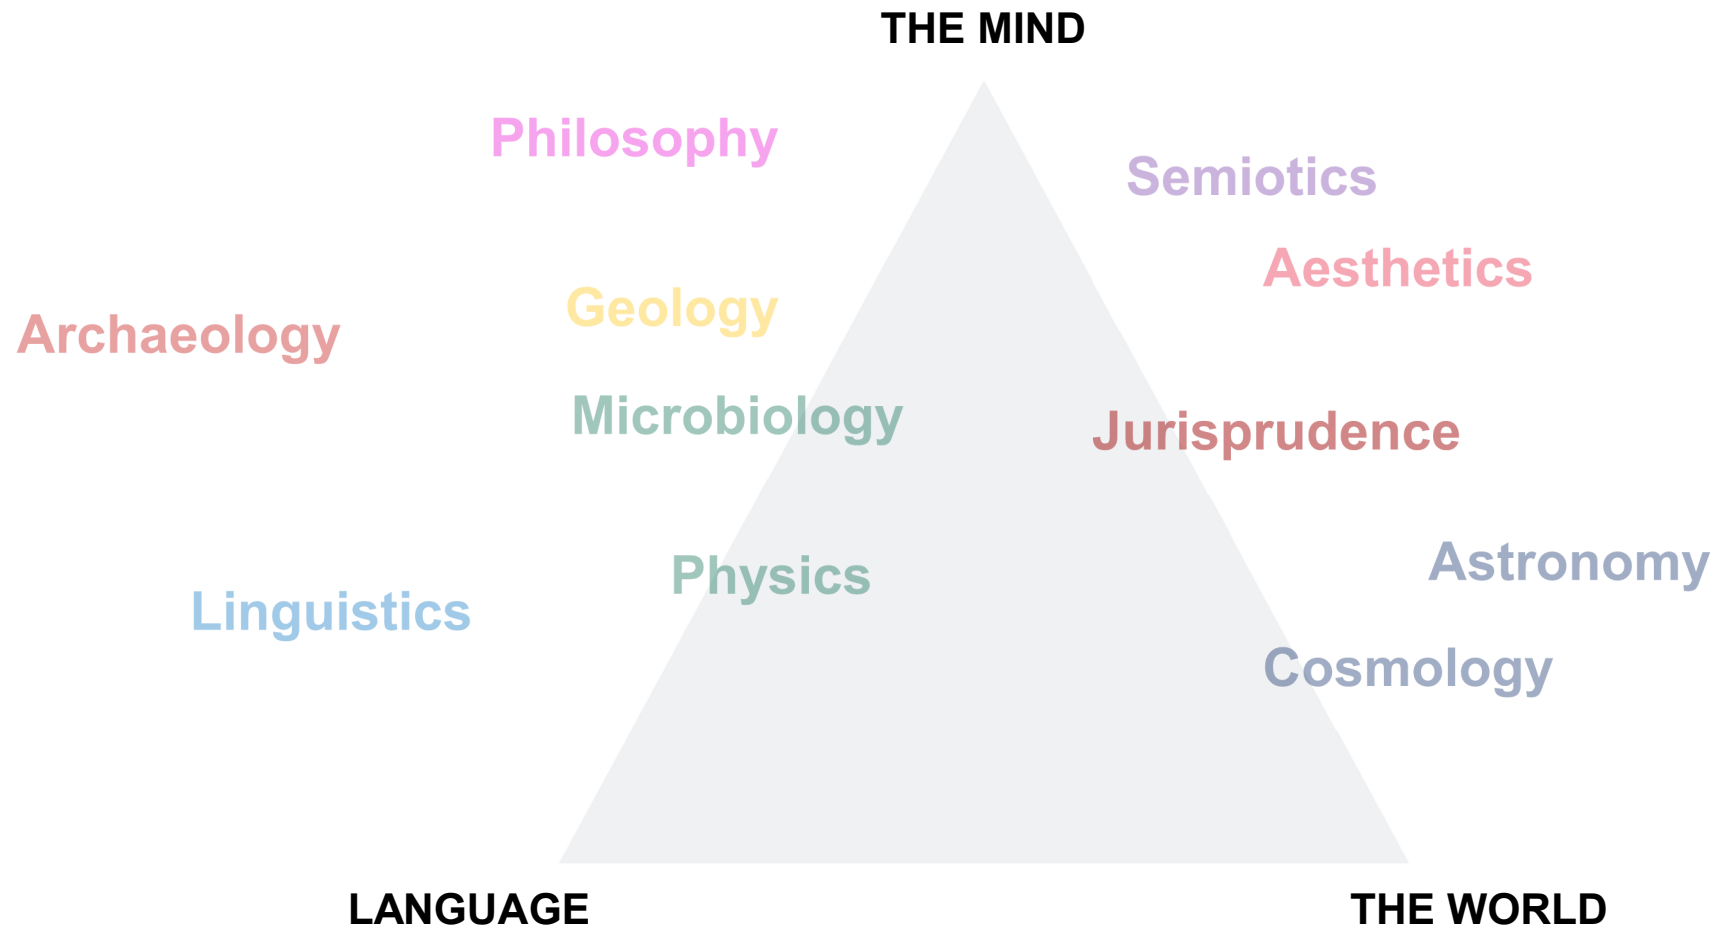 THE MIND
Philosophy
Semiotics
Aesthetics
Geology
Archaeology
Microbiology
Jurisprudence
Astronomy
Physics
Linguistics
Cosmology
LANGUAGE
THE WORLD